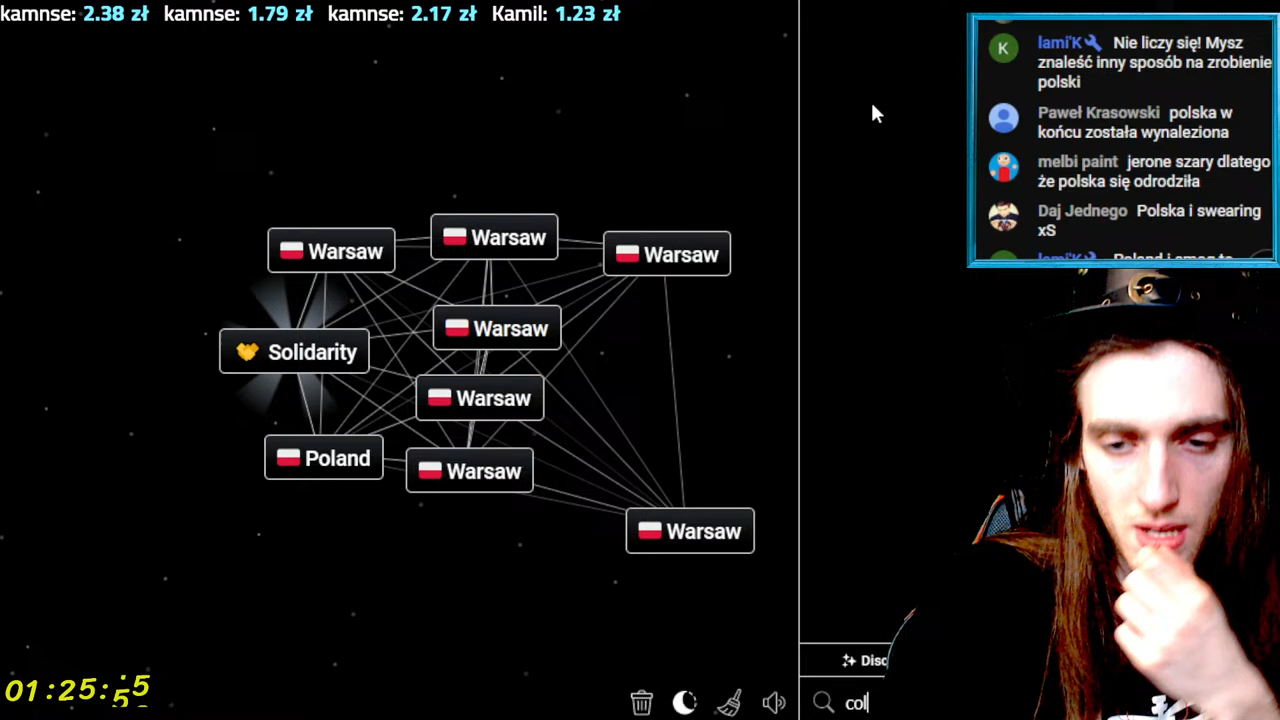 kamnse: 2.38 zł kamnse: 1.79 zł kamnse: 2.17 zł Kamil: 1.23 zł
K
lami'K Nie liczy się! Mysz
znaleść inny sposób na zrobienie
polski
Paweł Krasowski polska w
końcu została wynaleziona
melbi paint jerone szary dlatego
że polska się odrodziła
Daj Jednego Polska i swearing
xS
Warsaw
Warsaw
Warsaw
Warsaw
Solidarity
Warsaw
Poland
Warsaw
Warsaw
Disc
col
01:25:55